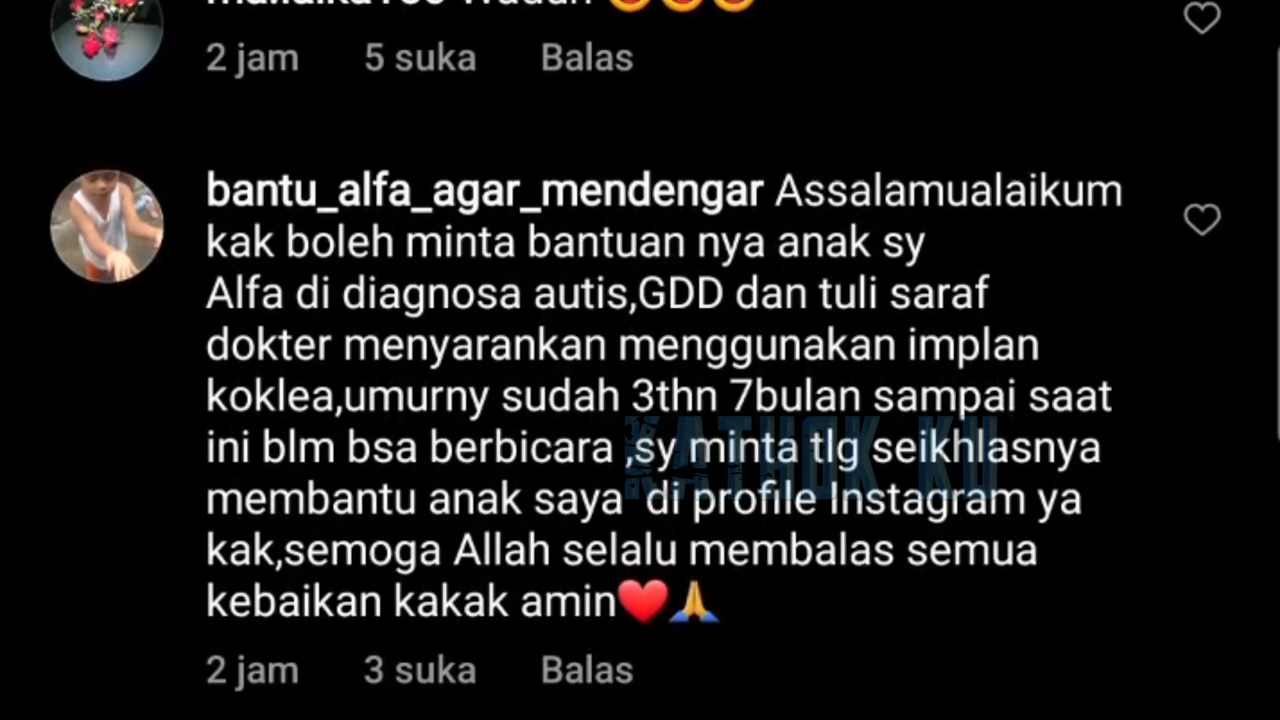 2 jam 5 suka Balas
bantu_alfa_agar_mendengar Assalamualaikum
kak boleh minta bantuan nya anak sy
Alfa di diagnosa autis,GDD dan tuli saraf
dokter menyarankan menggunakan implan
koklea,umurny sudah 3thn 7bulan sampai saat
ini blm bsa berbicara ,sy minta tlg seikhlasnya
KATHOK KU
membantu anak saya  di profile Instagram ya
kak,semoga Allah selalu membalas semua
kebaikan kakak amin❤️🙏
2 jam 3 suka Balas